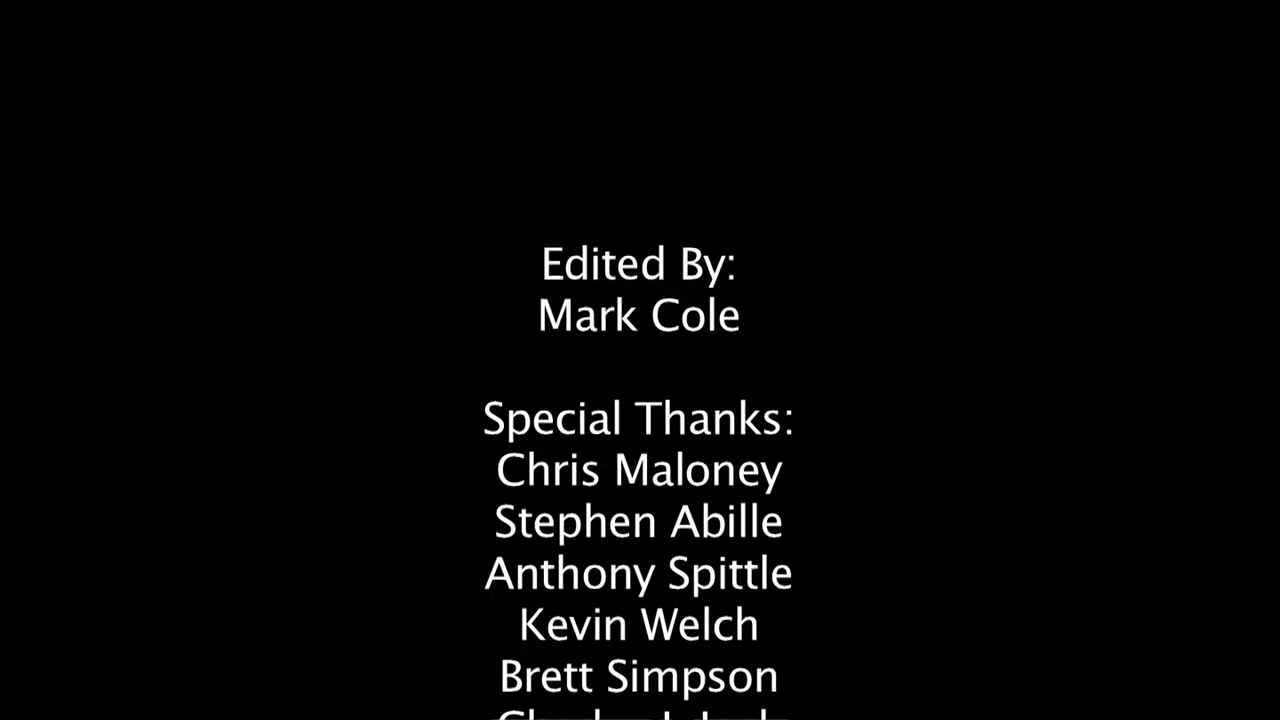 Edited By:
Mark Cole
Special Thanks:
Chris Maloney
Stephen Abille
Anthony Spittle
Kevin Welch
Brett Simpson